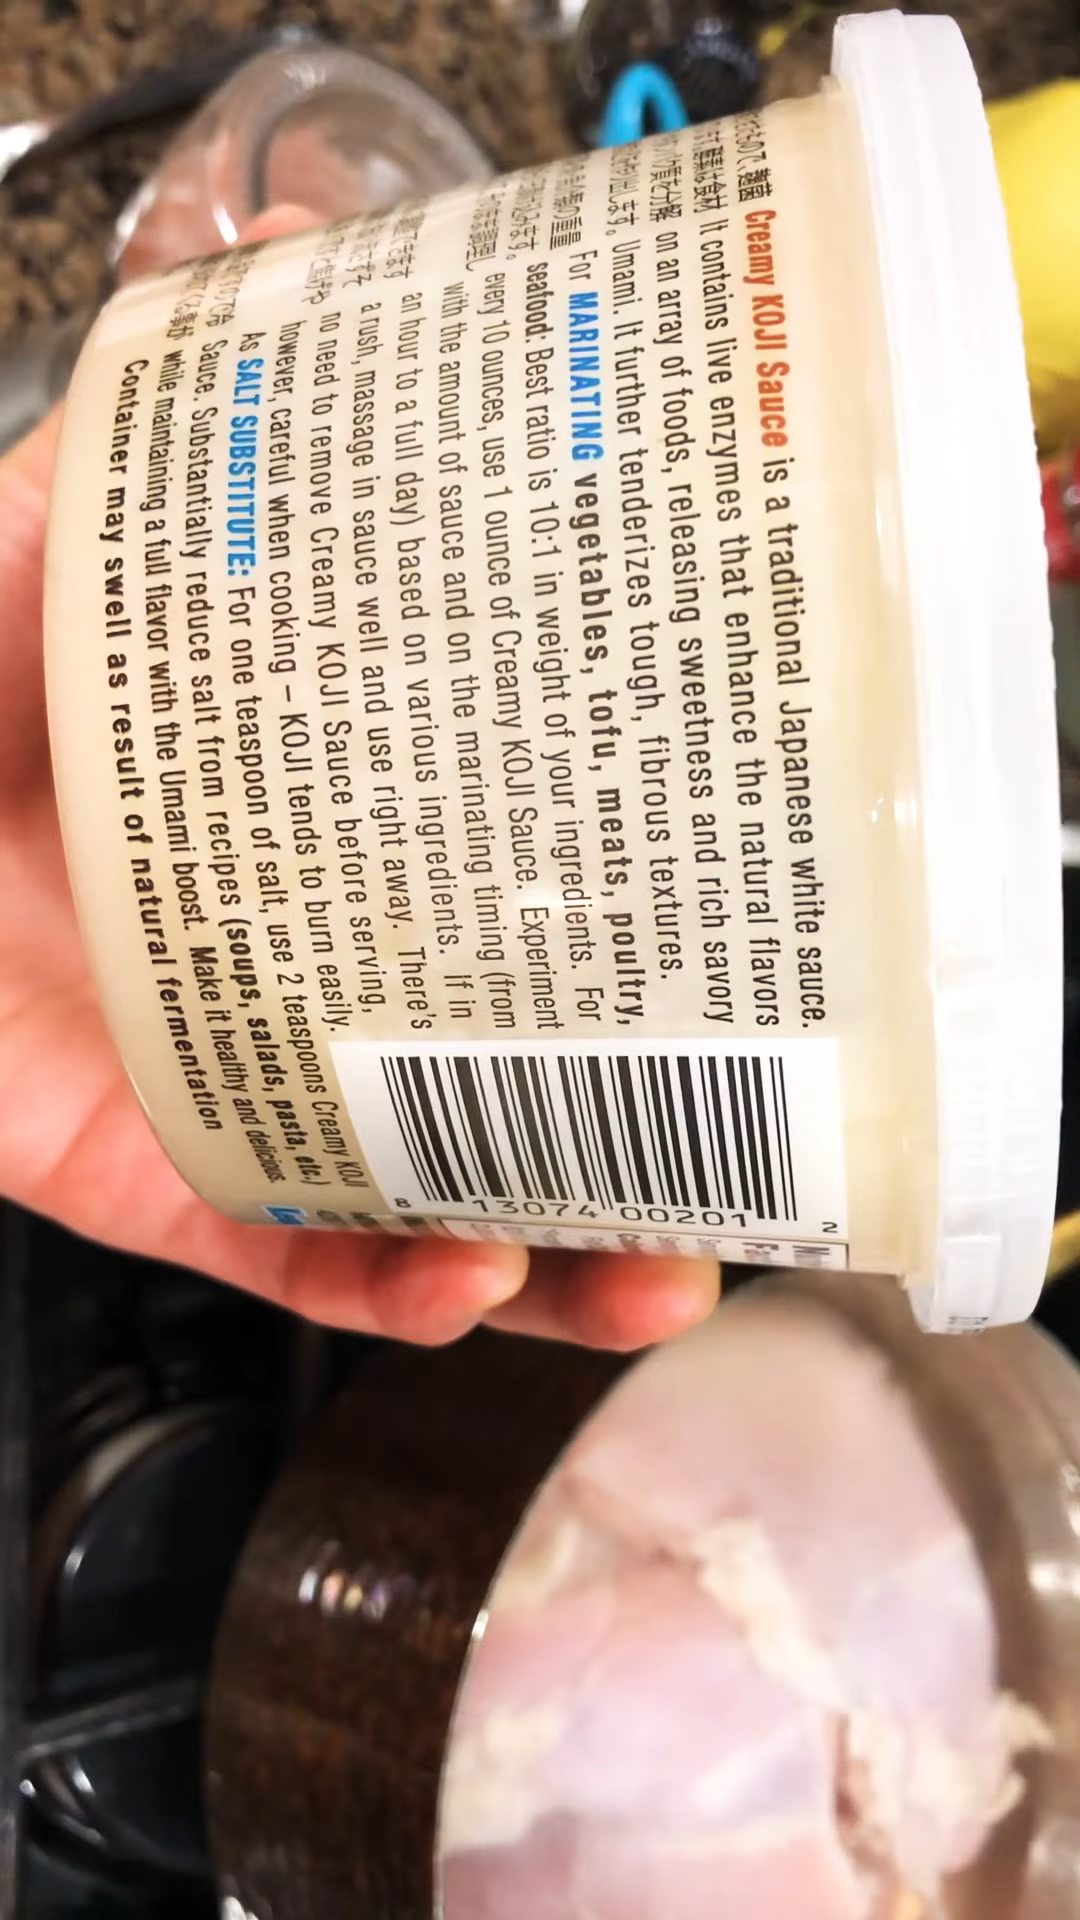 Creamy KOJI Sauce is a traditional Japanese white sauce.
It contains live enzymes that enhance the natural flavors
on an array of foods, releasing sweetness and rich savory
Umami. It further tenderizes tough, fibrous textures.
For MARINATING vegetables, tofu, meats, poultry,
seafood: Best ratio is 10:1 in weight of your ingredients. For
every 10 ounces, use 1 ounce of Creamy KOJI Sauce. Experiment
with the amount of sauce and on the marinating timing (from
an hour to a full day) based on various ingredients. If in
a rush, massage in sauce well and use right away. There's
no need to remove Creamy KOJI Sauce before serving,
however, careful when cooking – KOJI tends to burn easily.
As SALT SUBSTITUTE: For one teaspoon of salt, use 2 teaspoons Creamy KOJI
Sauce. Substantially reduce salt from recipes (soups, salads, pasta, etc.)
while maintaining a full flavor with the Umami boost. Make it healthy and delicious.
Container may swell as result of natural fermentation
8 13074 00201 2